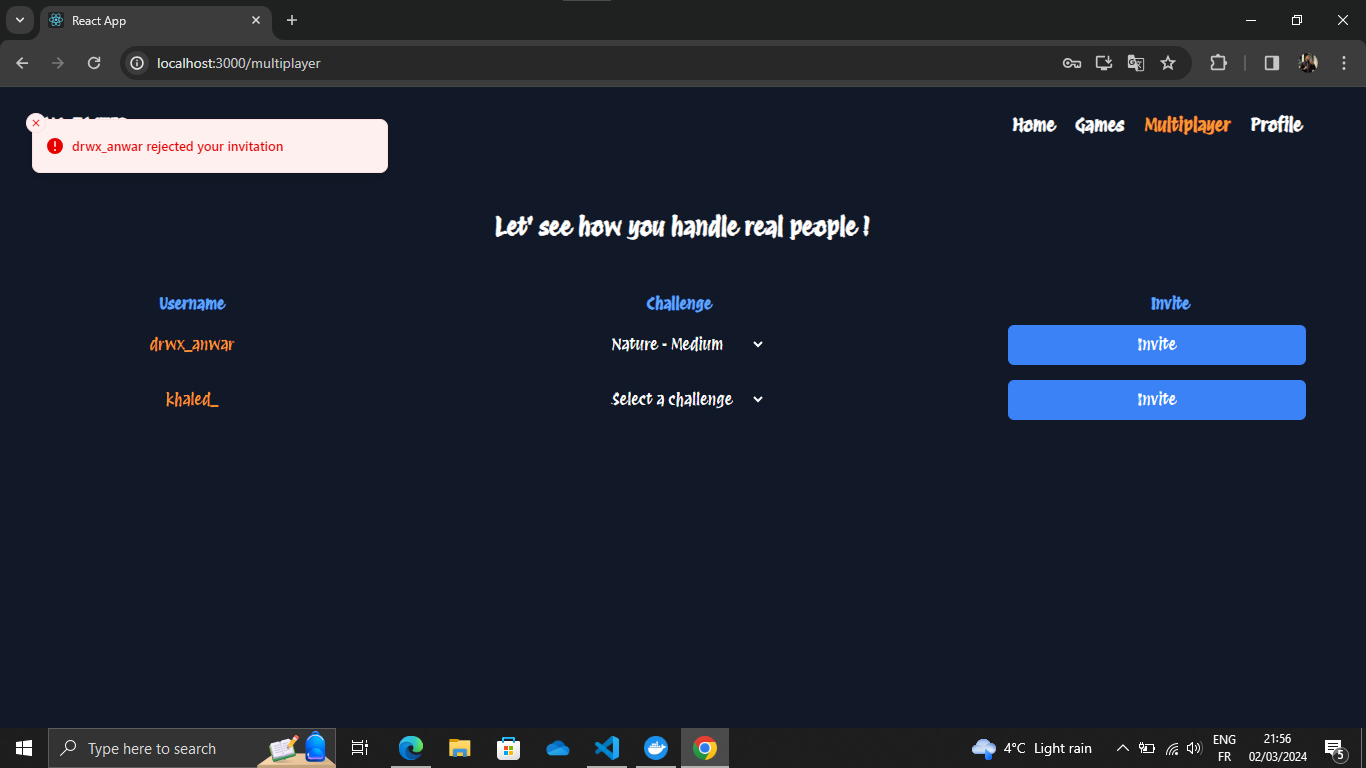 React App
localhost:3000/multiplayer
Home Games Multiplayer Profile
drwx_anwar rejected your invitation
Let' see how you handle real people !
Username Challenge Invite
drwx_anwar Nature - Medium Invite
khaled_ Select a challenge Invite
Type here to search
4°C Light rain
ENG
FR
21:56
02/03/2024
5